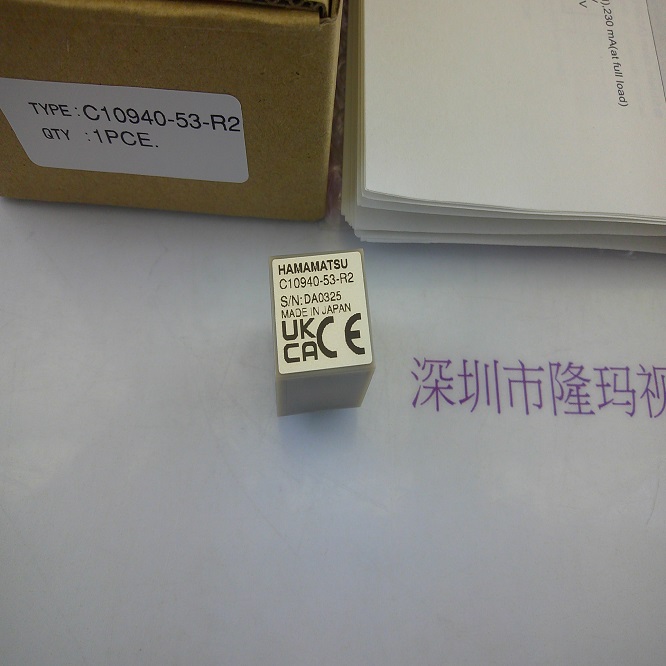 TYPE : C10940-53-R2
QTY : 1PCE.
),230 mA(at full load)
V
HAMAMATSU
C10940-53-R2
S/N: DA0325
MADE IN JAPAN
UK
CA CE
深圳市隆玛视